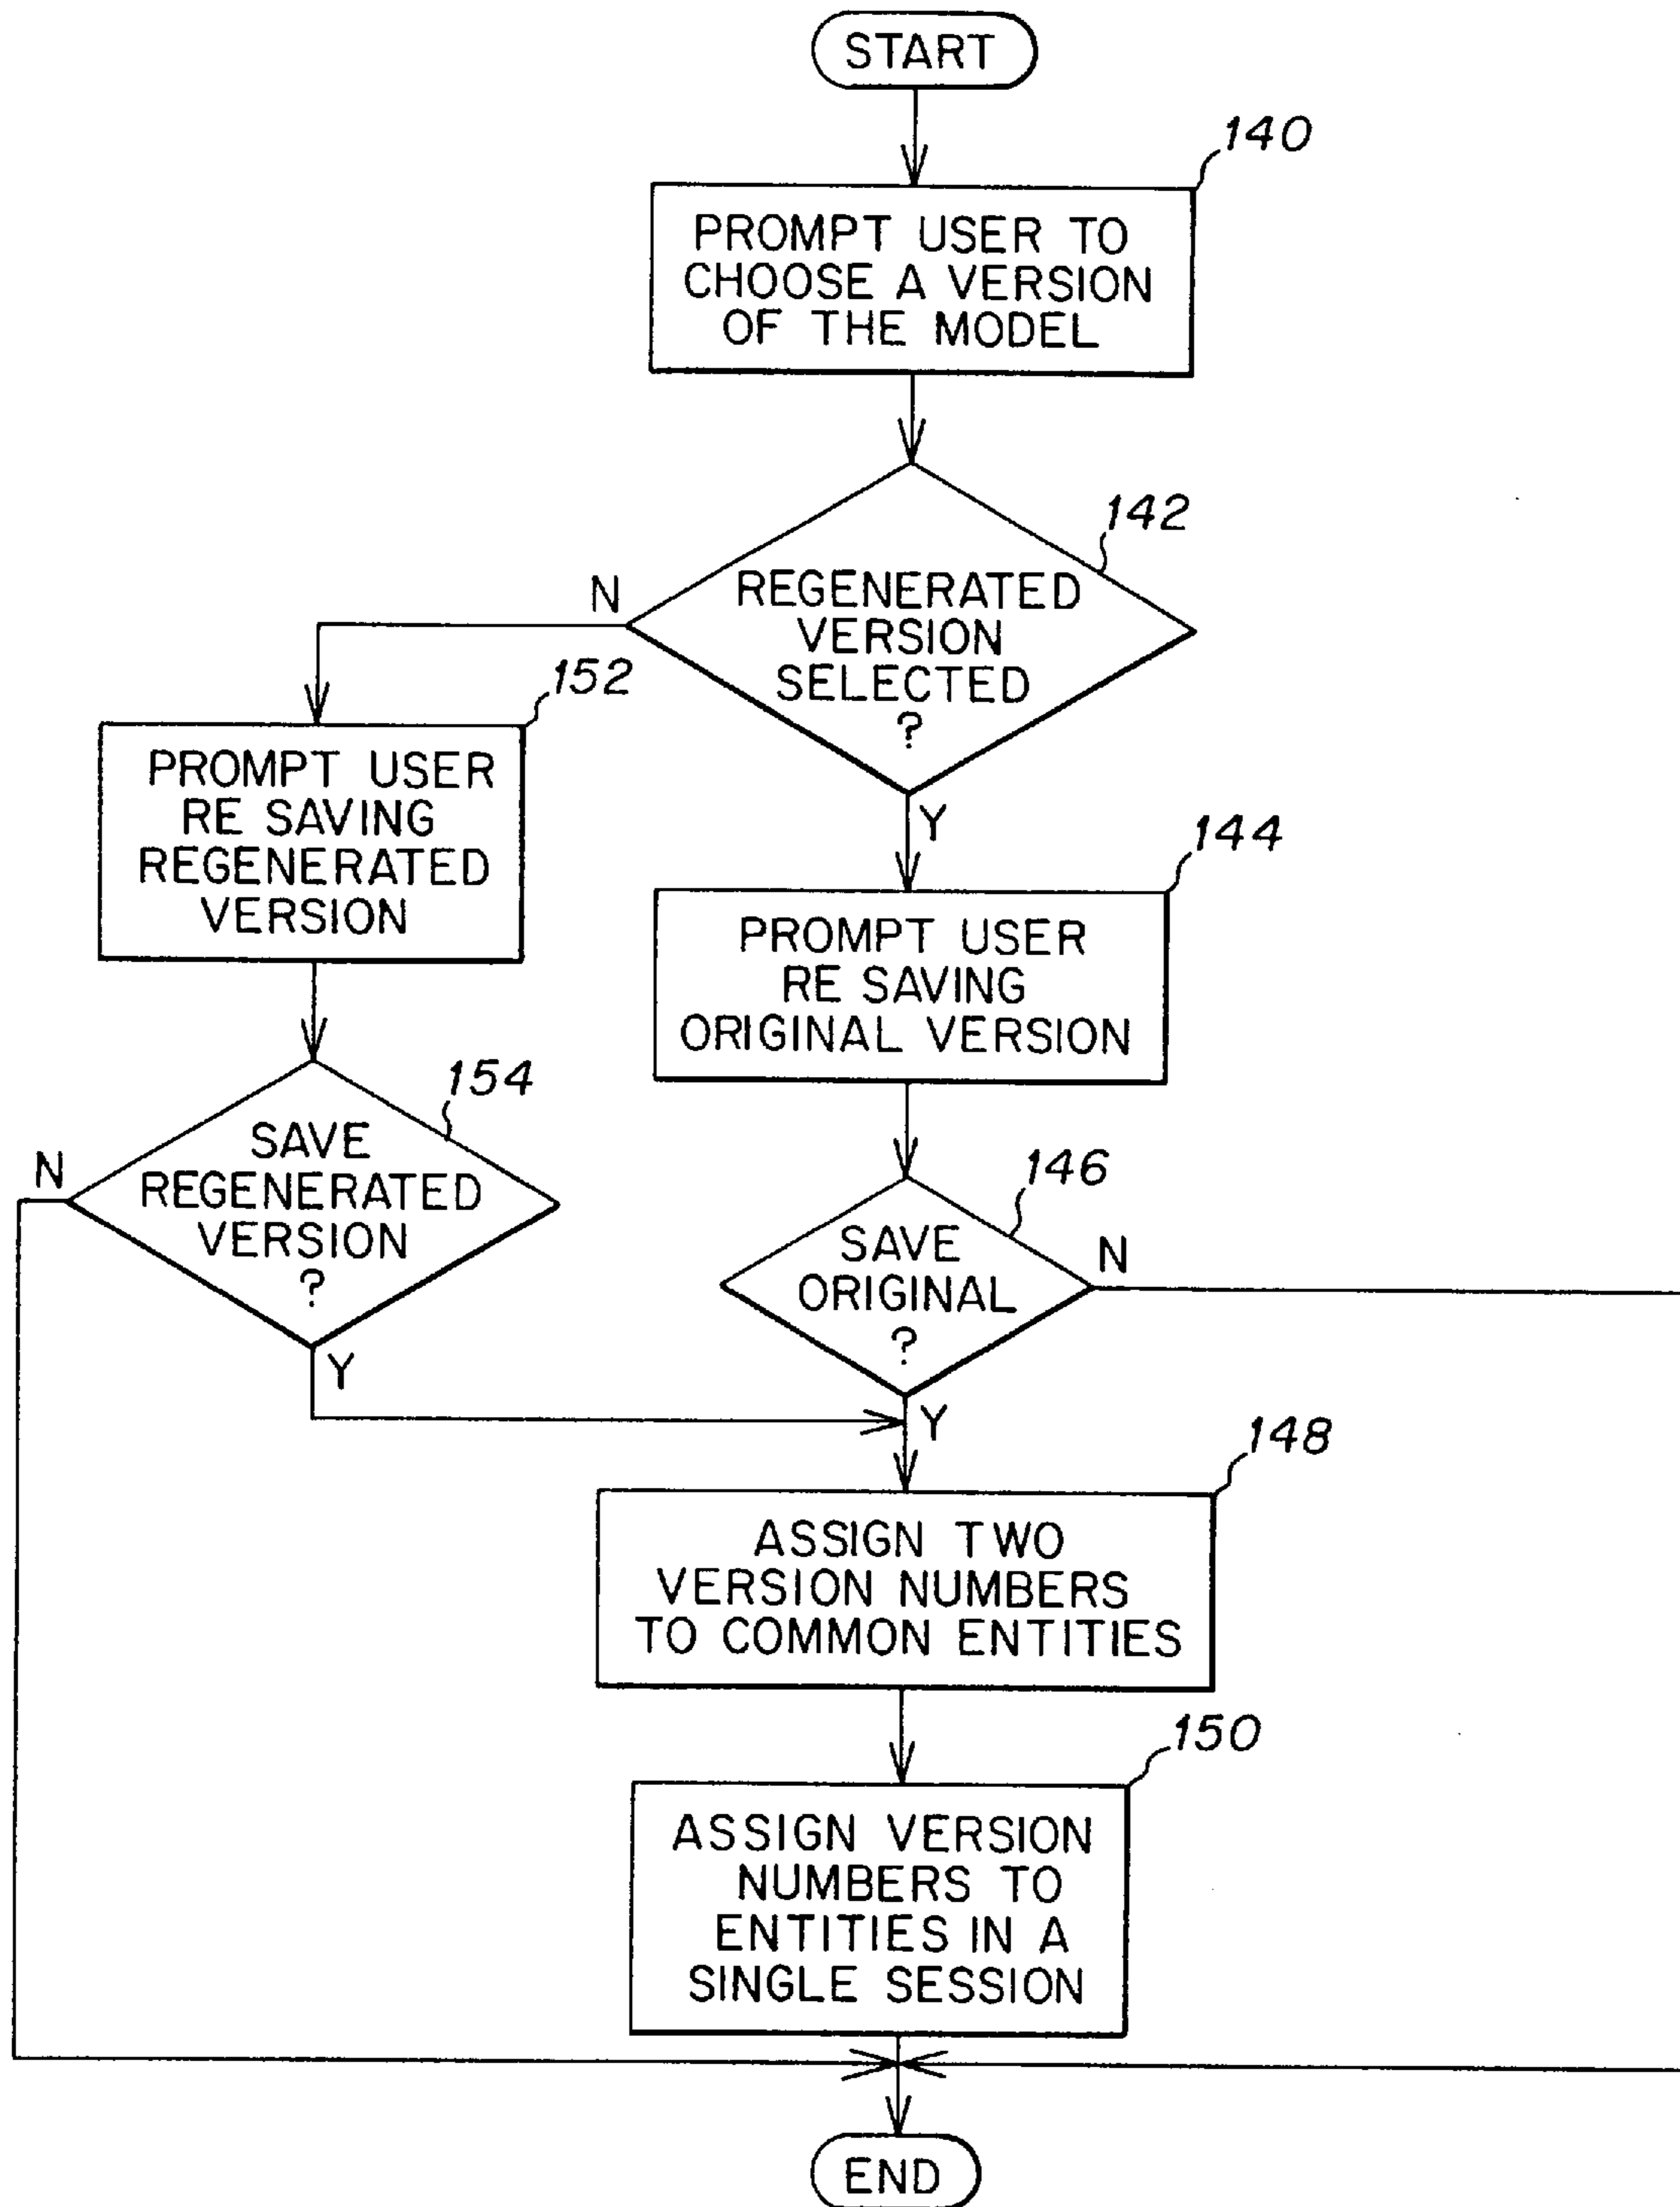 START
140
PROMPT USER TO
CHOOSE A VERSION
OF THE MODEL
142
REGENERATED
VERSION
SELECTED
?
N
Y
152
PROMPT USER
RE SAVING
REGENERATED
VERSION
144
PROMPT USER
RE SAVING
ORIGINAL VERSION
154
SAVE
REGENERATED
VERSION
?
N
Y
146
SAVE
ORIGINAL
?
N
Y
148
ASSIGN TWO
VERSION NUMBERS
TO COMMON ENTITIES
150
ASSIGN VERSION
NUMBERS TO
ENTITIES IN A
SINGLE SESSION
END